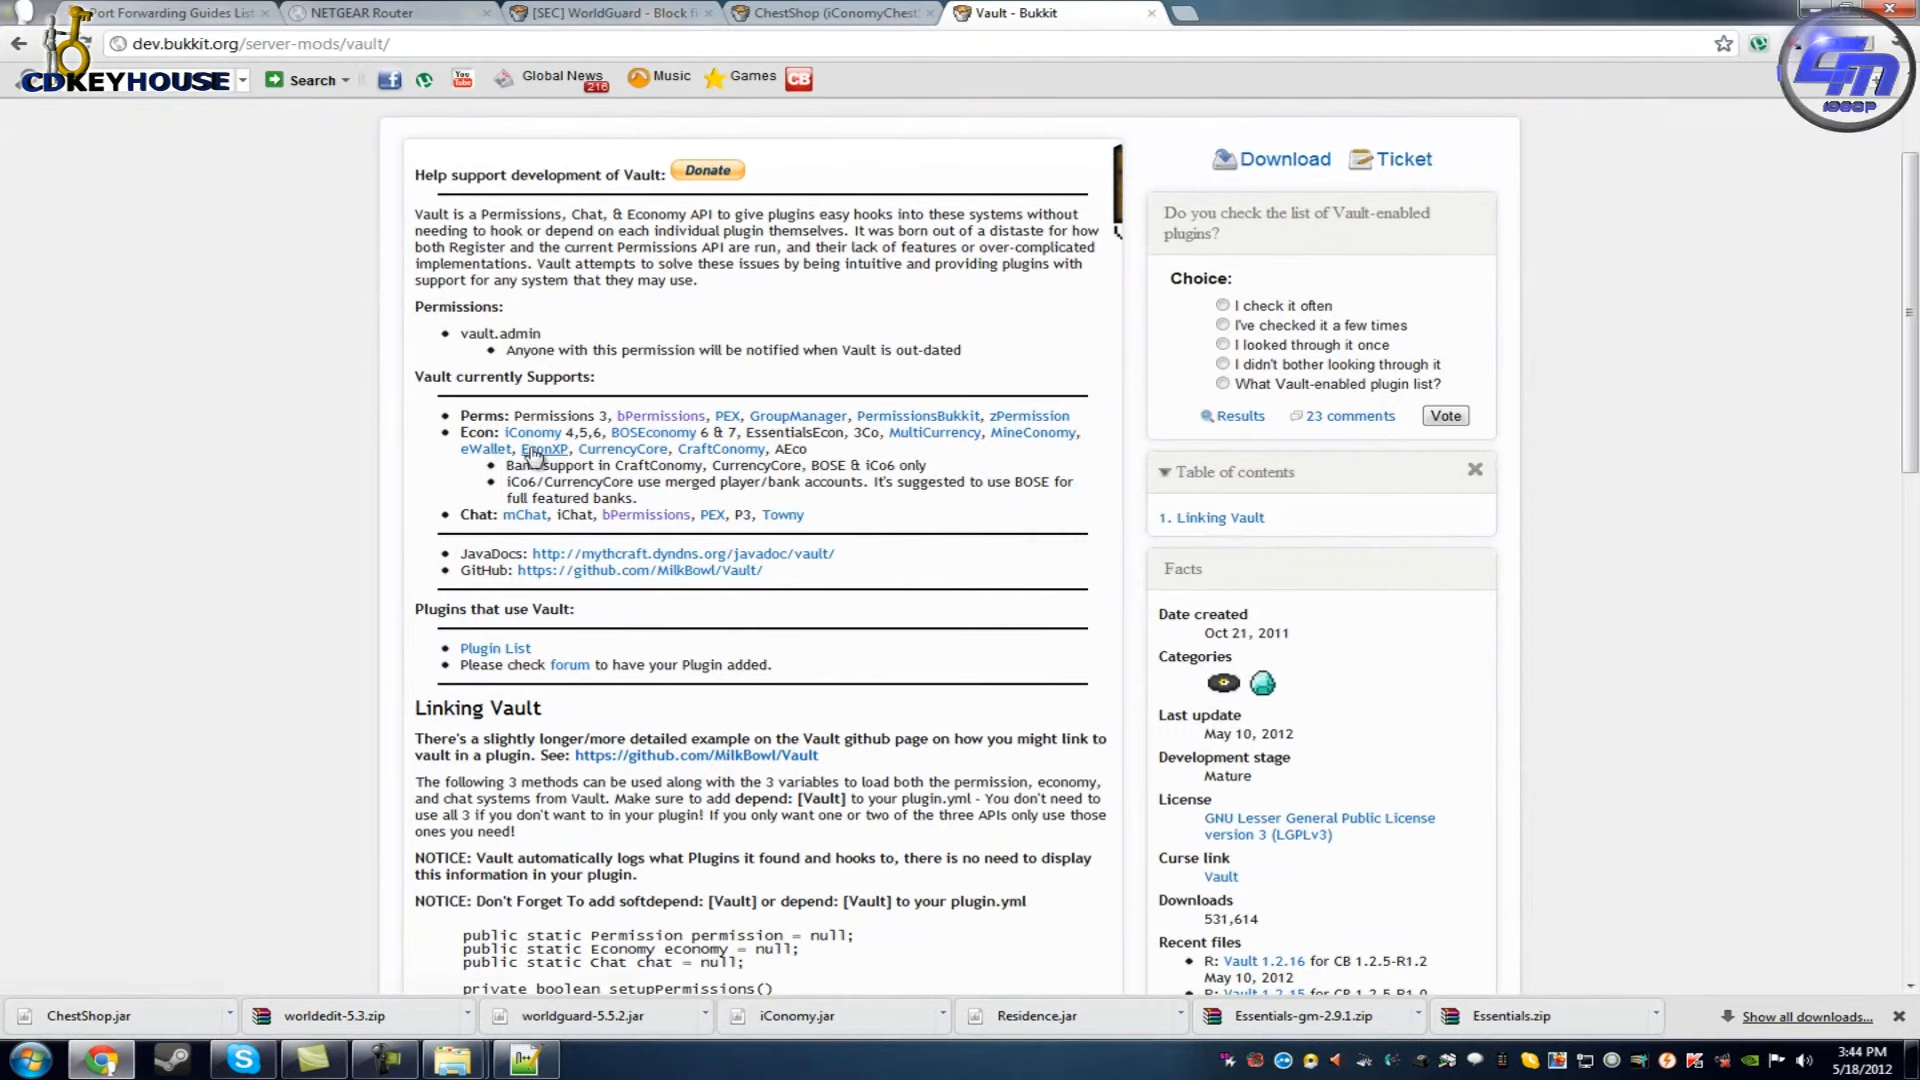 Port Forwarding Guides List
NETGEAR Router
[SEC] WorldGuard - Block fi
ChestShop (iConomyChest
Vault - Bukkit
dev.bukkit.org/server-mods/vault/
CDKEYHOUSE
Search
You
Tube
Global News
216
Music
Games
CB
1080P
Help support development of Vault:
Donate
Vault is a Permissions, Chat, & Economy API to give plugins easy hooks into these systems without
needing to hook or depend on each individual plugin themselves. It was born out of a distaste for how
both Register and the current Permissions API are run, and their lack of features or over-complicated
implementations. Vault attempts to solve these issues by being intuitive and providing plugins with
support for any system that they may use.
Permissions:
vault.admin
Anyone with this permission will be notified when Vault is out-dated
Vault currently Supports:
Perms: Permissions 3, bPermissions, PEX, GroupManager, PermissionsBukkit, zPermission
Econ: iConomy 4,5,6, BOSEconomy 6 & 7, EssentialsEcon, 3Co, MultiCurrency, MineConomy,
eWallet, EconXP, CurrencyCore, CraftConomy, AEco
Bank support in CraftConomy, CurrencyCore, BOSE & iCo6 only
iCo6/CurrencyCore use merged player/bank accounts. It's suggested to use BOSE for
full featured banks.
Chat: mChat, iChat, bPermissions, PEX, P3, Towny
JavaDocs: http://mythcraft.dyndns.org/javadoc/vault/
GitHub: https://github.com/MilkBowl/Vault/
Plugins that use Vault:
Plugin List
Please check forum to have your Plugin added.
Linking Vault
There's a slightly longer/more detailed example on the Vault github page on how you might link to
vault in a plugin. See: https://github.com/MilkBowl/Vault
The following 3 methods can be used along with the 3 variables to load both the permission, economy,
and chat systems from Vault. Make sure to add depend: [Vault] to your plugin.yml - You don't need to
use all 3 if you don't want to in your plugin! If you only want one or two of the three APIs only use those
ones you need!
NOTICE: Vault automatically logs what Plugins it found and hooks to, there is no need to display
this information in your plugin.
NOTICE: Don't Forget To add softdepend: [Vault] or depend: [Vault] to your plugin.yml
public static Permission permission = null;
public static Economy economy = null;
public static Chat chat = null;
private boolean setupPermissions()
Download
Ticket
Do you check the list of Vault-enabled
plugins?
Choice:
I check it often
I've checked it a few times
I looked through it once
I didn't bother looking through it
What Vault-enabled plugin list?
Results
23 comments
Vote
Table of contents
1. Linking Vault
Facts
Date created
Oct 21, 2011
Categories
Last update
May 10, 2012
Development stage
Mature
License
GNU Lesser General Public License
version 3 (LGPLv3)
Curse link
Vault
Downloads
531,614
Recent files
R: Vault 1.2.16 for CB 1.2.5-R1.2
May 10, 2012
R: Vault 1.2.15 for CB 1.2.5-R1.0
ChestShop.jar
worldedit-5.3.zip
worldguard-5.5.2.jar
iConomy.jar
Residence.jar
Essentials-gm-2.9.1.zip
Essentials.zip
Show all downloads...
3:44 PM
5/18/2012